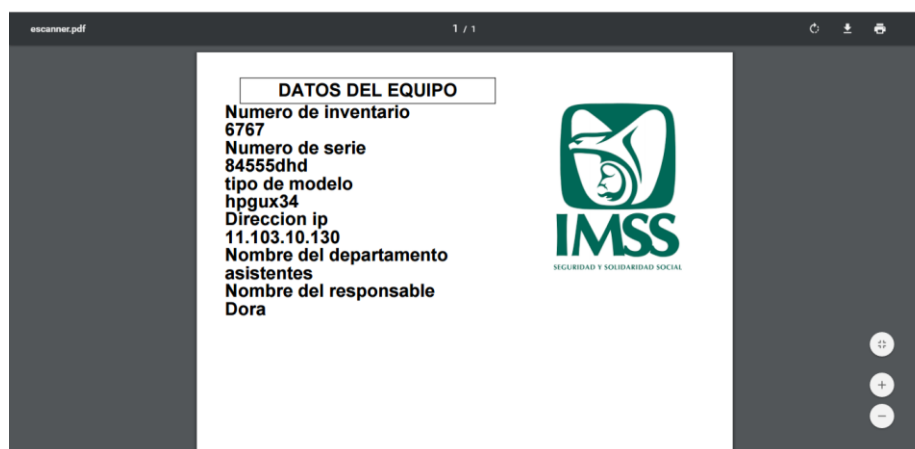 escanner.pdf
1 / 1
DATOS DEL EQUIPO
Numero de inventario
6767
Numero de serie
84555dhd
tipo de modelo
hpgux34
Direccion ip
11.103.10.130
Nombre del departamento
asistentes
Nombre del responsable
Dora
IMSS
SEGURIDAD Y SOLIDARIDAD SOCIAL